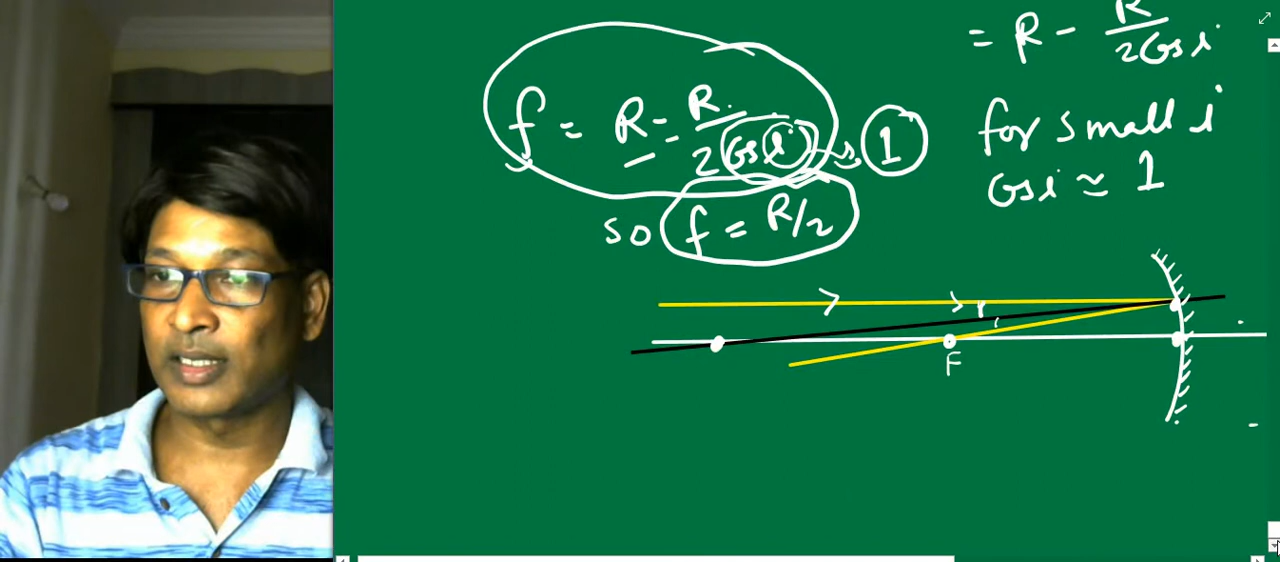 = R - R/2Cos i
f = R - R/2Cos i → 1
for small i
Cos i ≃ 1
so f = R/2
F